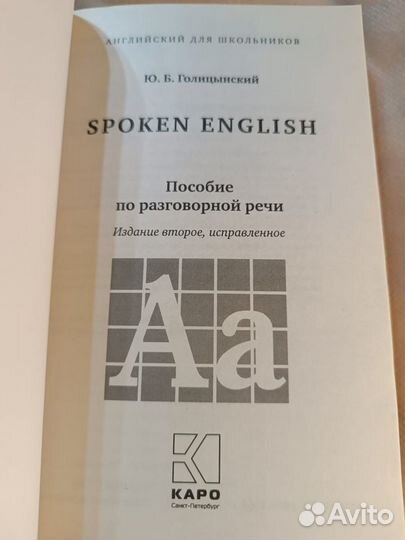 АНГЛИЙСКИЙ ДЛЯ ШКОЛЬНИКОВ
Ю. Б. Голицынский
SPOKEN ENGLISH
Пособие
по разговорной речи
Издание второе, исправленное
Aa
КАРО
Санкт-Петербург
Avito